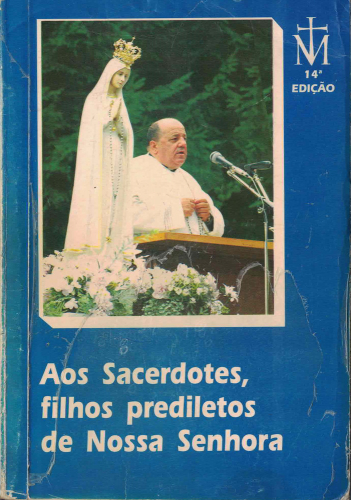 M
14ª
EDIÇÃO
Aos Sacerdotes,
filhos prediletos
de Nossa Senhora